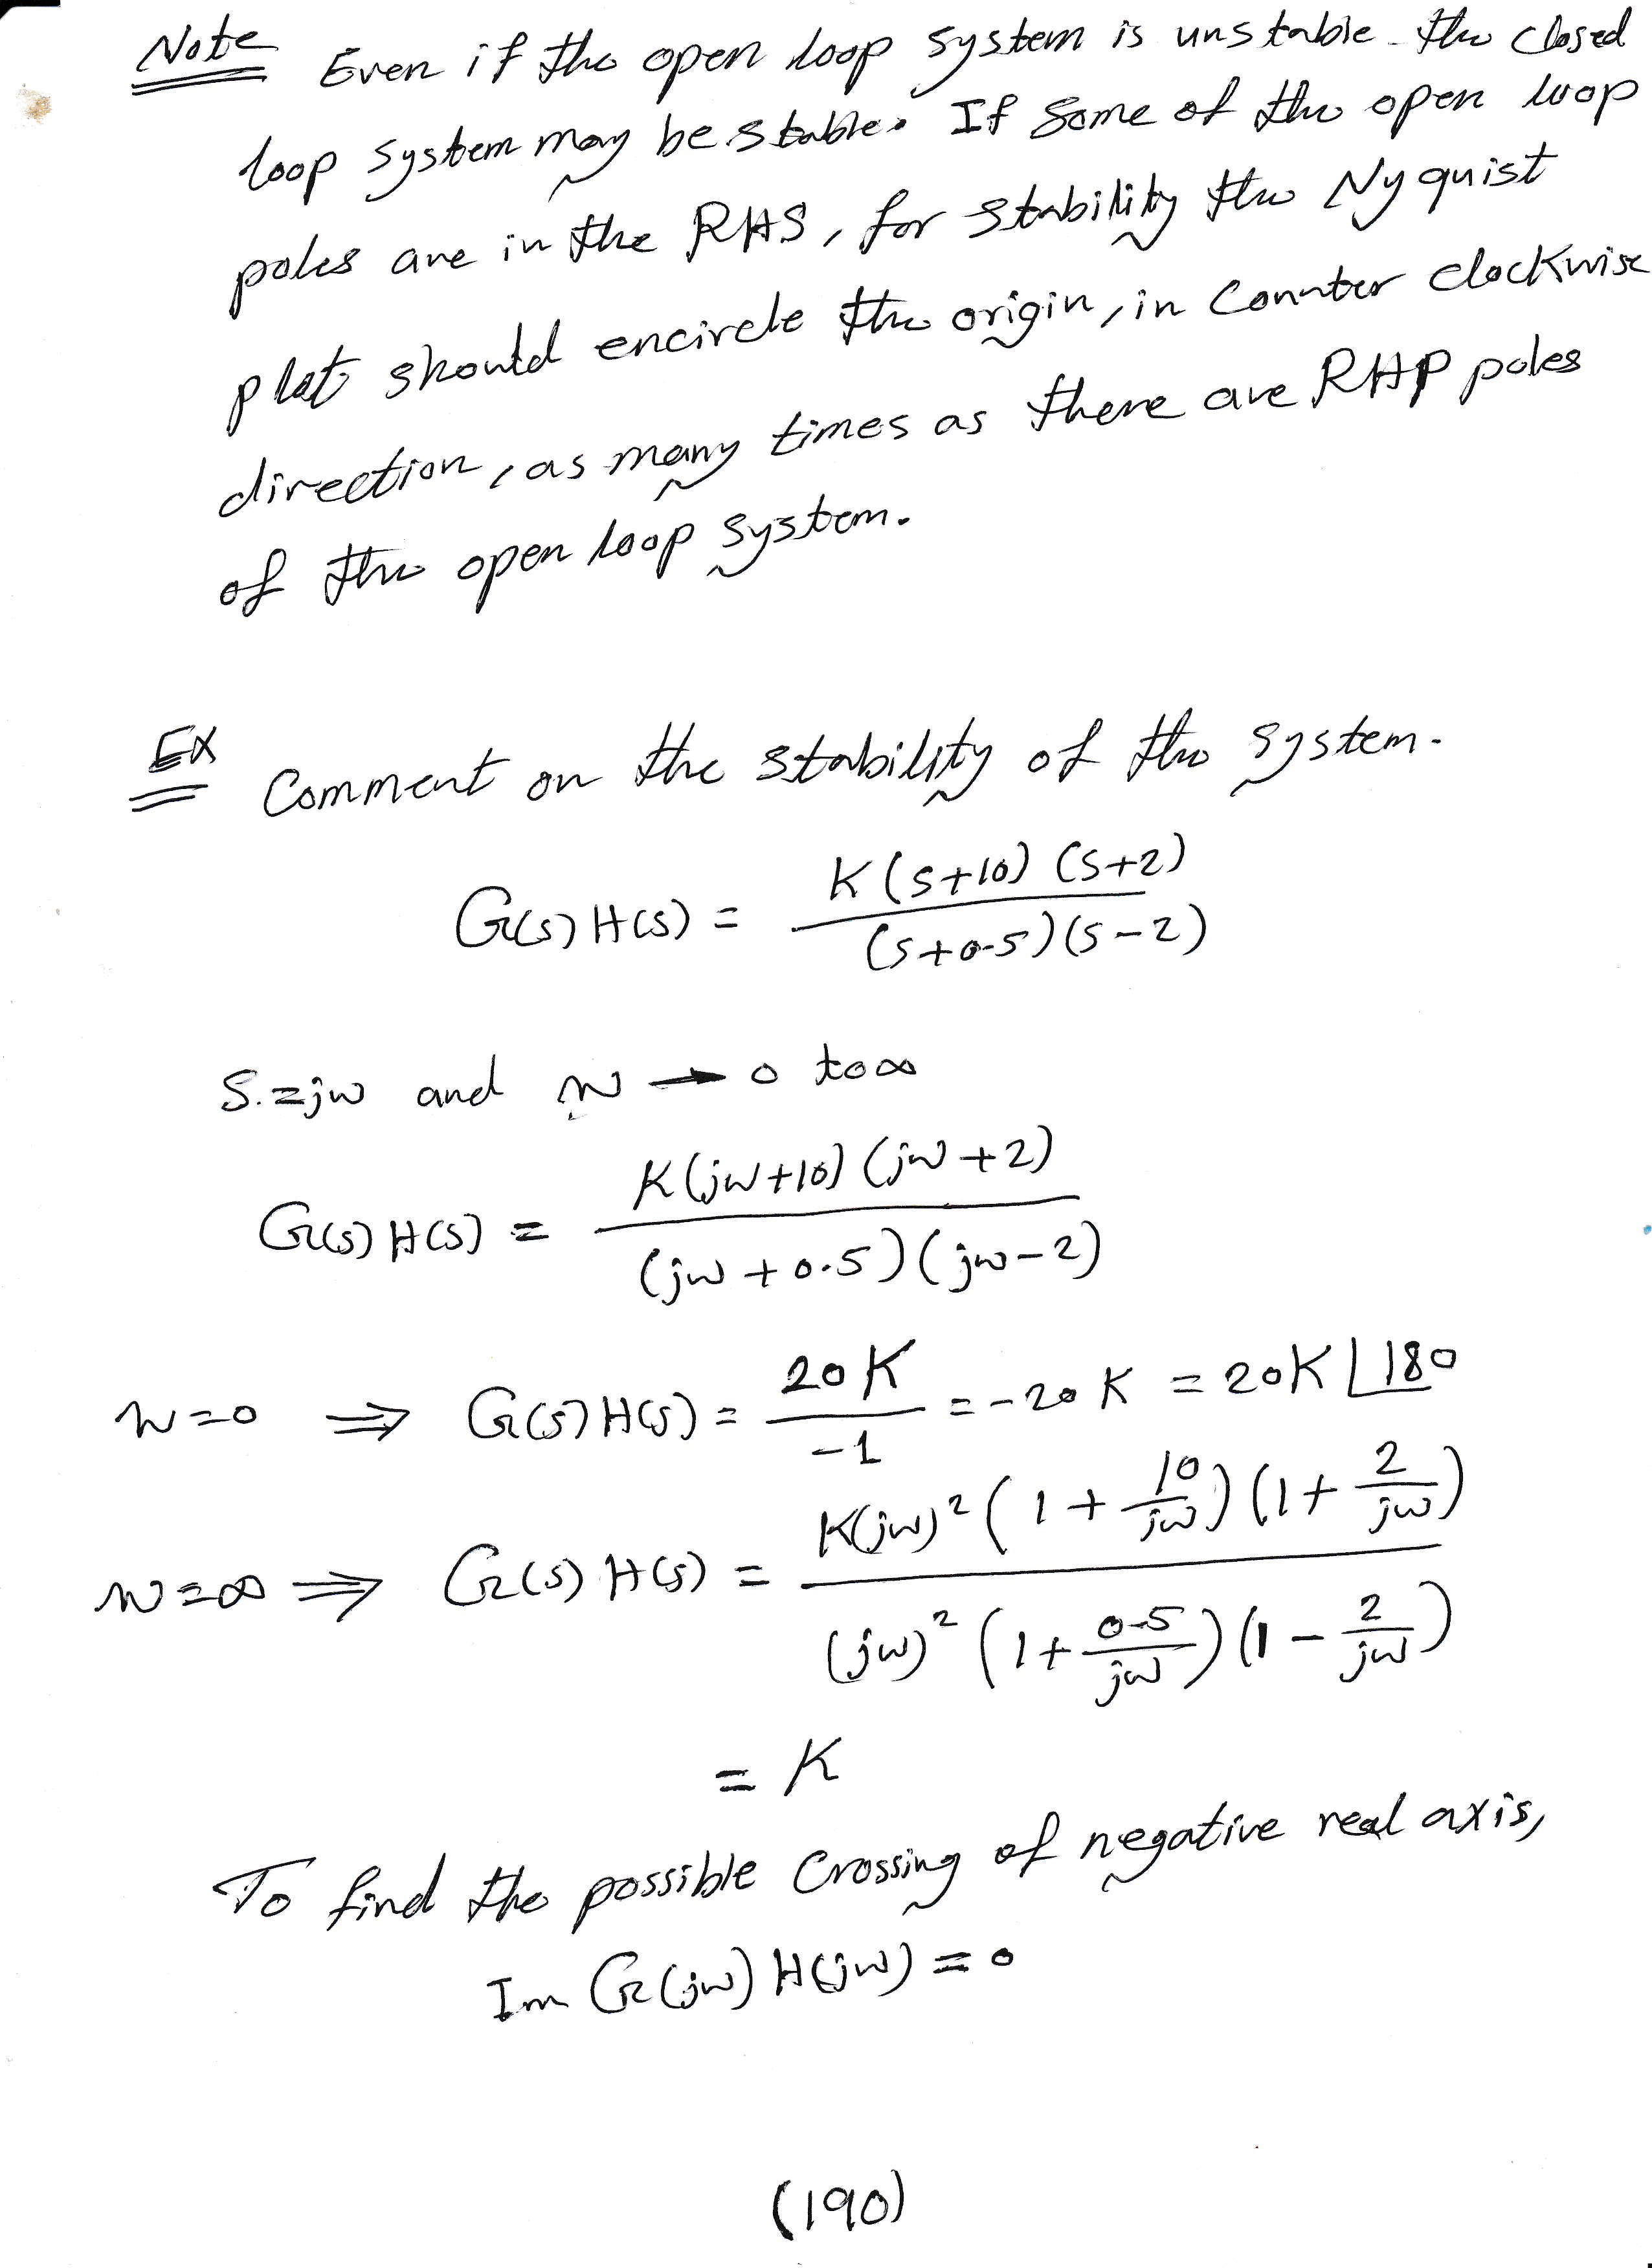 Note Even if the open loop system is unstable the closed
loop system may be stable. If some of the open loop
poles are in the RHS, for stability the Nyquist
plot should encircle the origin, in counter clockwise
direction, as many times as there are RHP poles
of the open loop system.
Ex Comment on the stability of the system.
G(s) H(s) = K(s+10) (s+2) / (s+0.5)(s-2)
S = jω and ω → 0 to ∞
G(s) H(s) = K(jω+10) (jω+2) / (jω+0.5)(jω-2)
ω=0 ⇒ G(s) H(s) = 20K / -1 = -20K = 20K ∠180
ω=∞ ⇒ G(s) H(s) = K(jω)² (1 + 10/jω) (1 + 2/jω) / (jω)² (1 + 0.5/jω) (1 - 2/jω)
= K
To find the possible crossing of negative real axis,
Im G(jω) H(jω) = 0
(190)